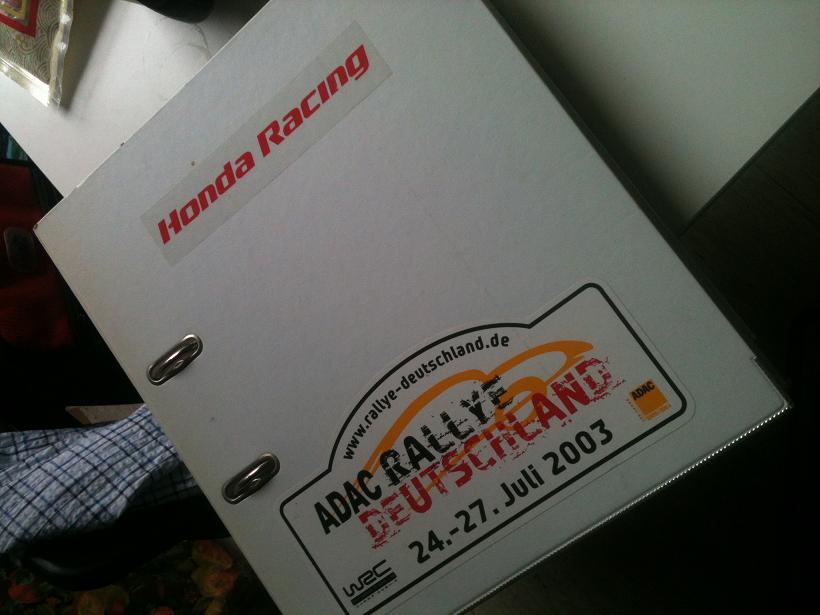 Honda Racing
www.rallye-deutschland.de
ADAC RALLYE
DEUTSCHLAND
ADAC
24.-27. Juli 2003
WRC